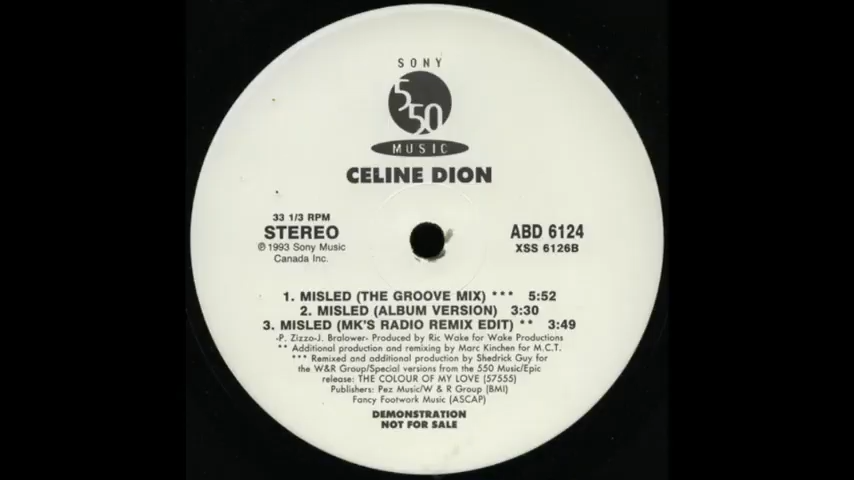 SONY
550
MUSIC
CELINE DION
33 1/3 RPM
STEREO
℗ 1993 Sony Music
Canada Inc.
ABD 6124
XSS 6126B
1. MISLED (THE GROOVE MIX) *** 5:52
2. MISLED (ALBUM VERSION) 3:30
3. MISLED (MK'S RADIO REMIX EDIT) ** 3:49
-P. Zizzo-J. Bralower- Produced by Ric Wake for Wake Productions
** Additional production and remixing by Marc Kinchen for M.C.T.
*** Remixed and additional production by Shedrick Guy for
the W&R Group/Special versions from the 550 Music/Epic
release: THE COLOUR OF MY LOVE (57555)
Publishers: Pez Music/W & R Group (BMI)
Fancy Footwork Music (ASCAP)
DEMONSTRATION
NOT FOR SALE